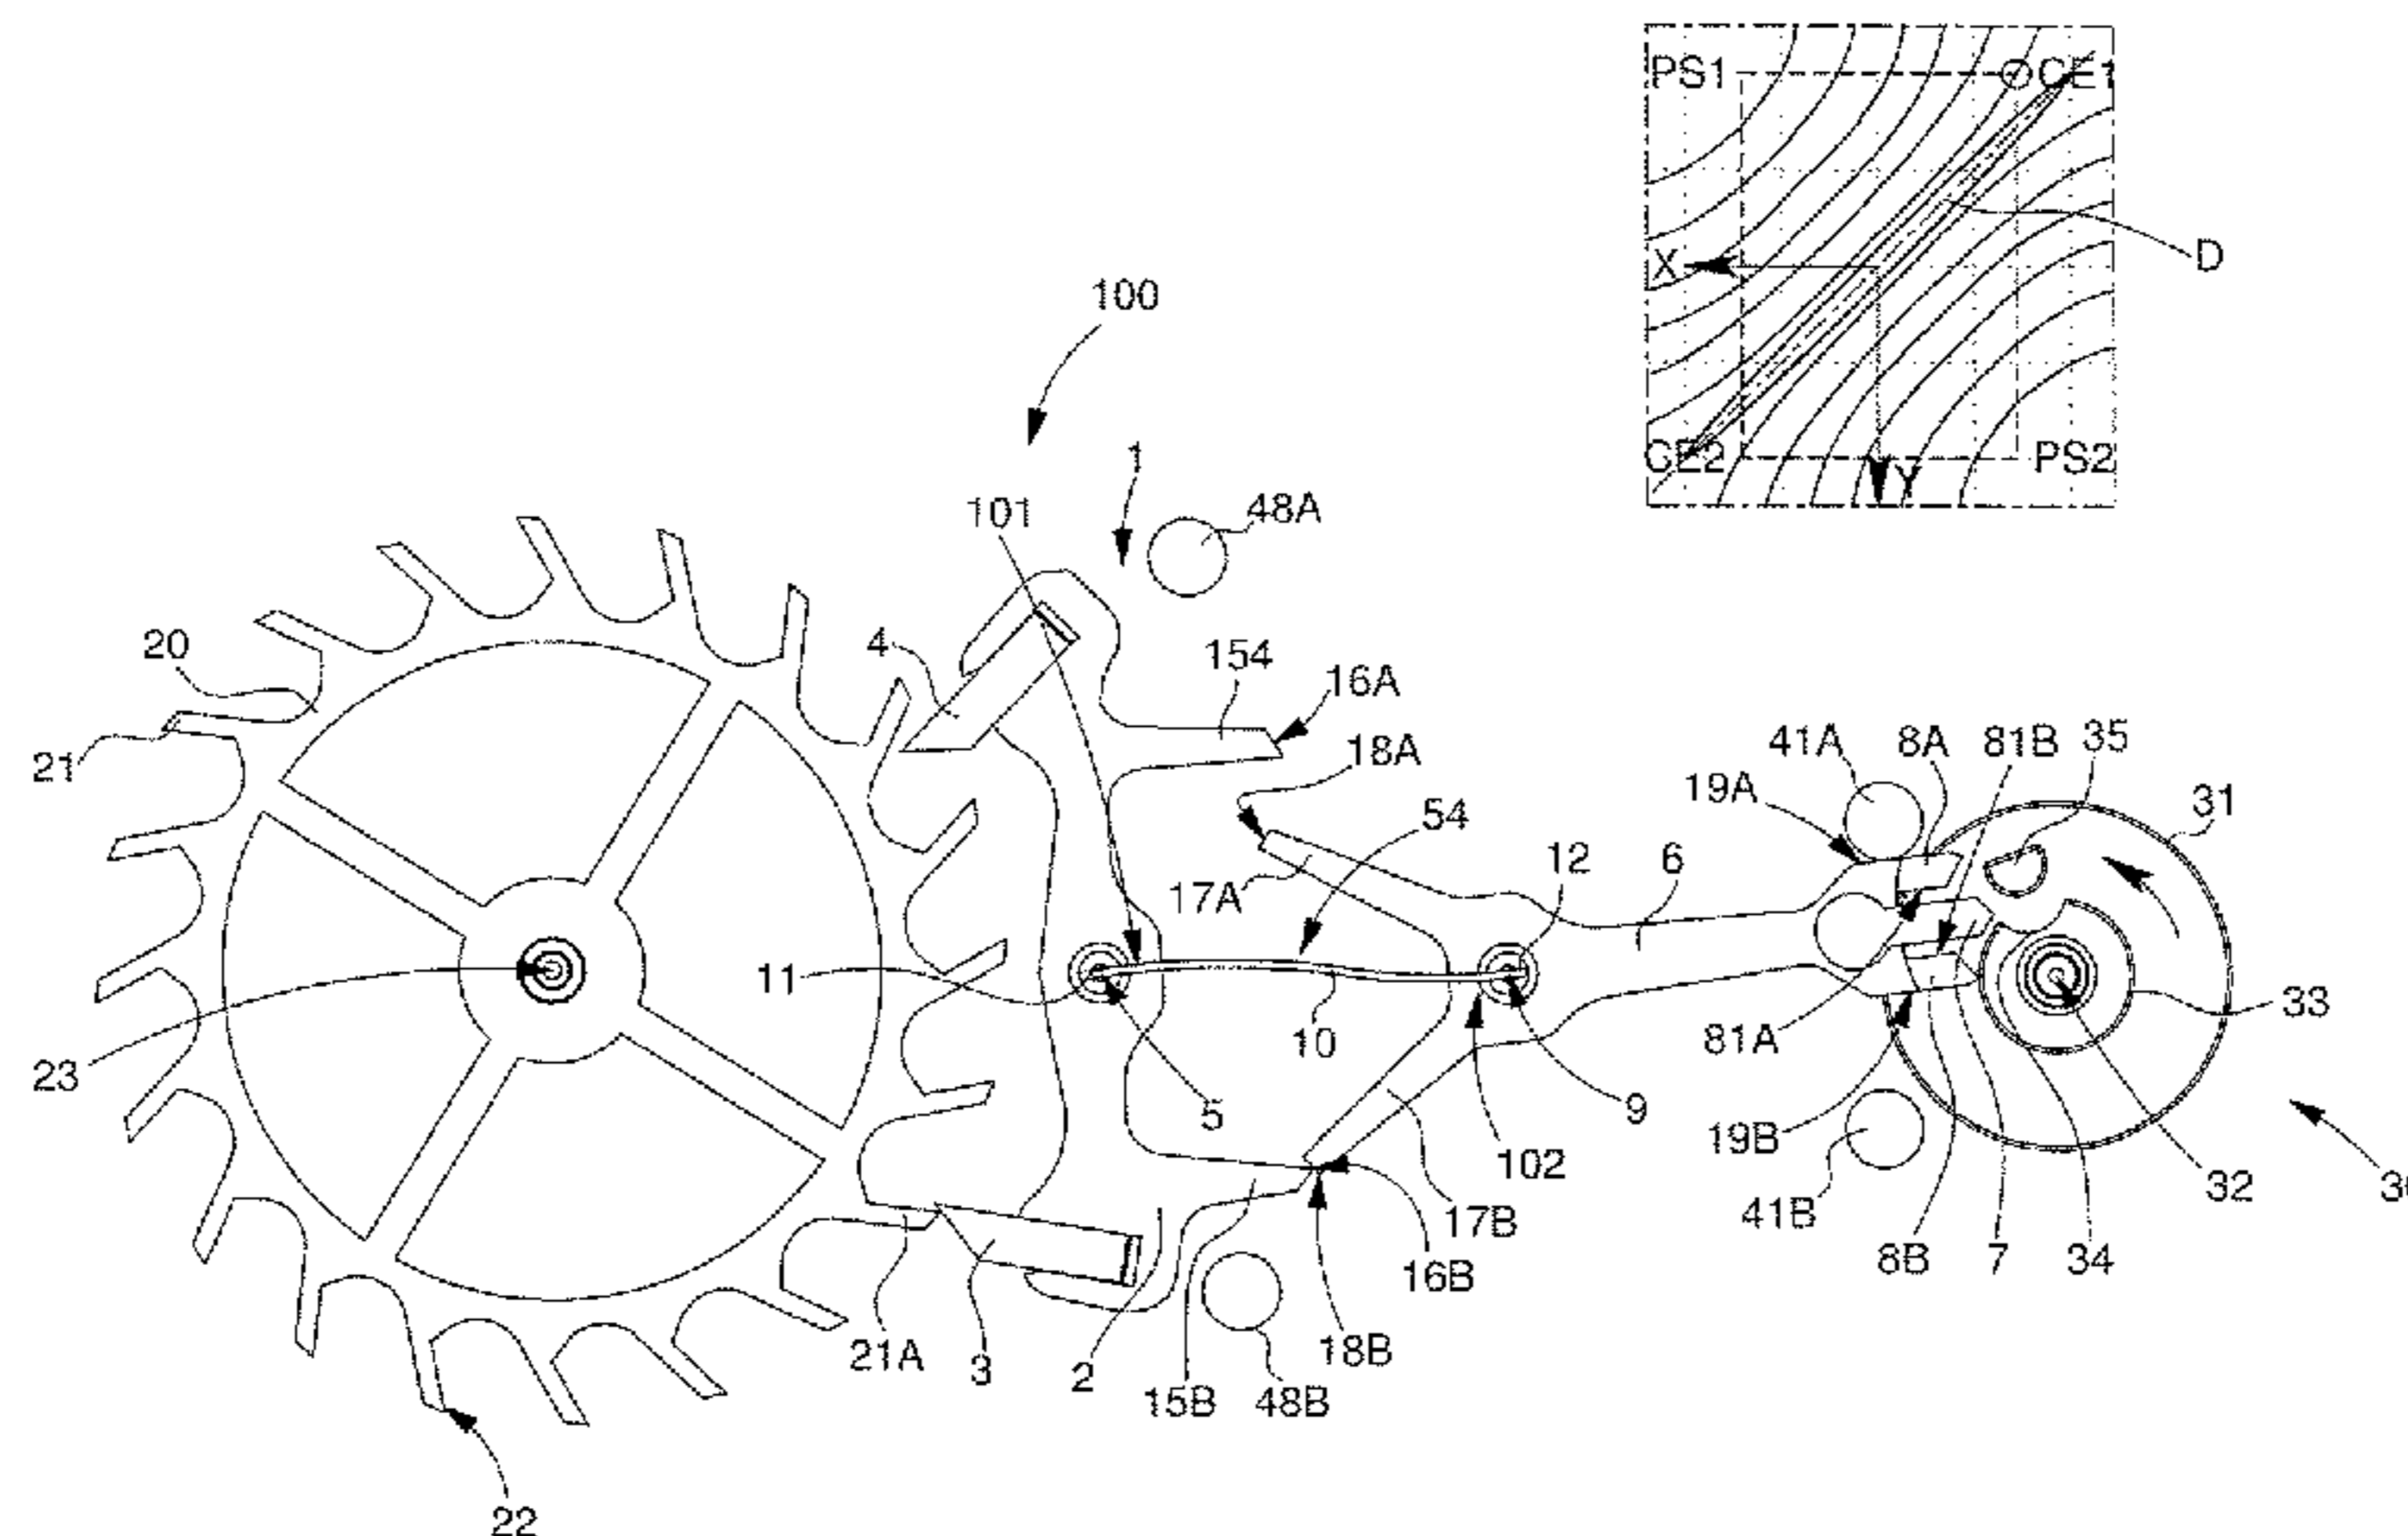 PS1 CE1
D
X
CE2 Y PS2
100
1
101 48A
20 4 154 16A
21 18A 41A 8A 81B 35
19A 31
54 12 6
17A
11
10 33
23 5 9 81A
19B
102 32
17B 41B
21A 3 2 16B 8B 7 34
15B 48B 18B
22